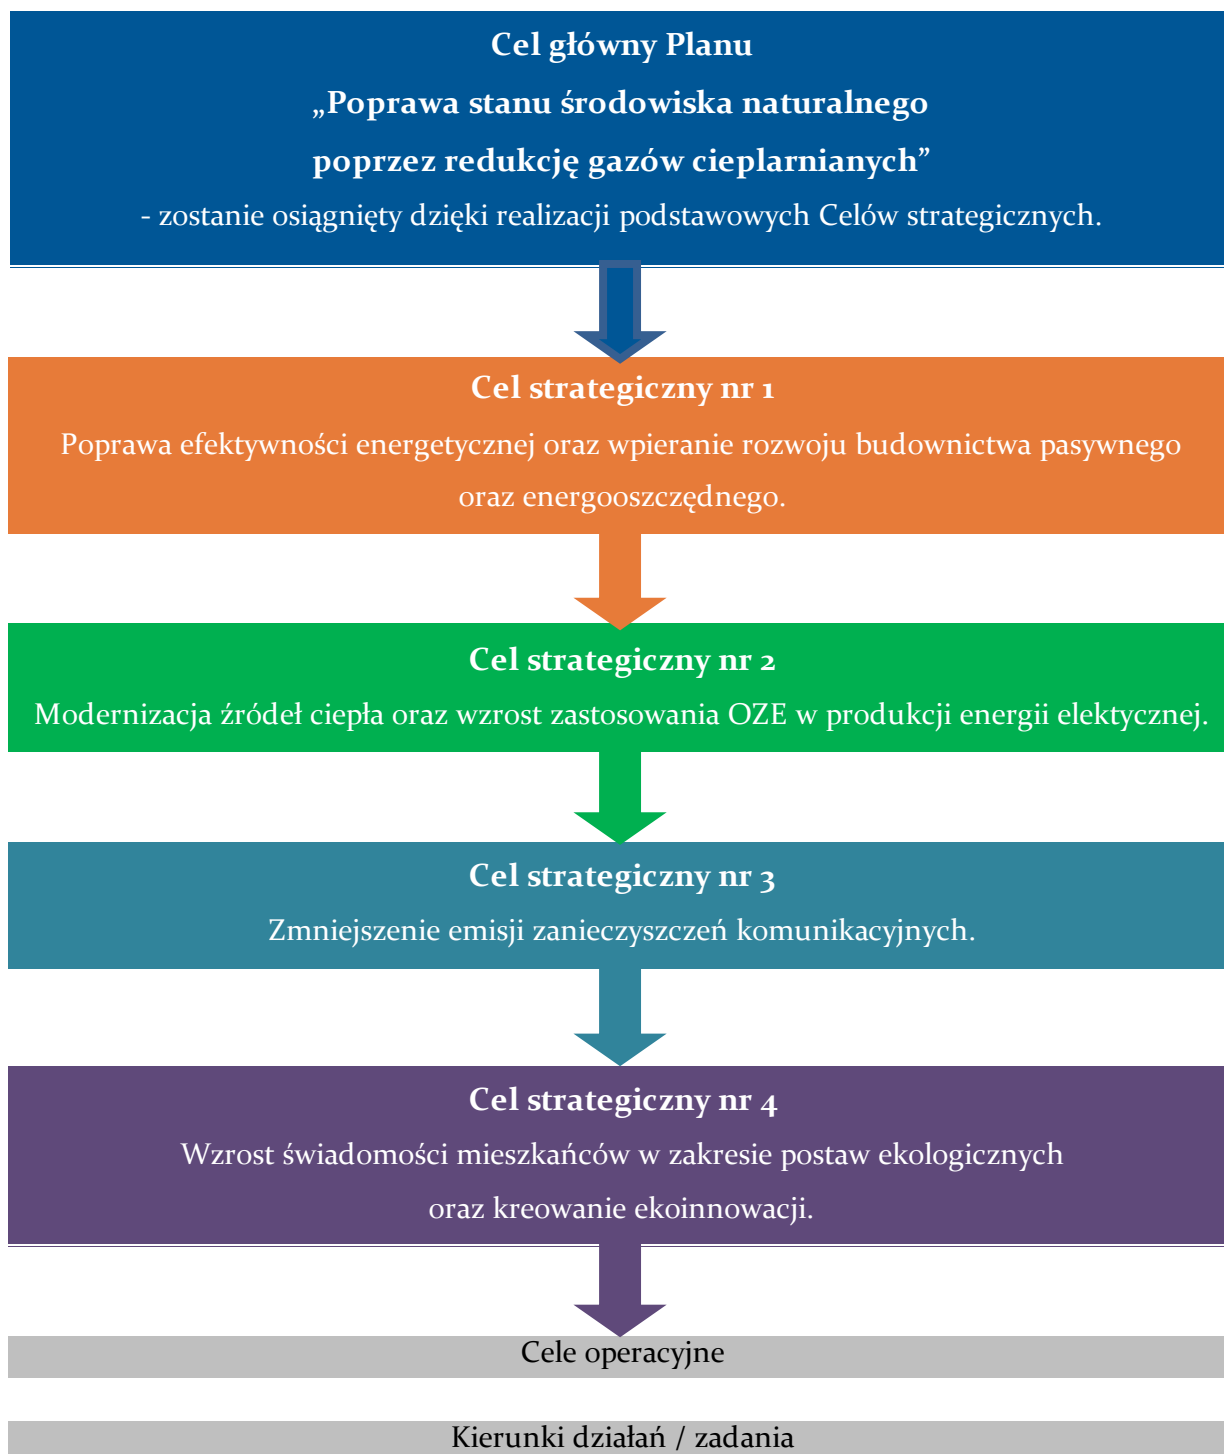 Cel główny Planu
„Poprawa stanu środowiska naturalnego
poprzez redukcję gazów cieplarnianych”
- zostanie osiągnięty dzięki realizacji podstawowych Celów strategicznych.
Cel strategiczny nr 1
Poprawa efektywności energetycznej oraz wpieranie rozwoju budownictwa pasywnego
oraz energooszczędnego.
Cel strategiczny nr 2
Modernizacja źródeł ciepła oraz wzrost zastosowania OZE w produkcji energii elektycznej.
Cel strategiczny nr 3
Zmniejszenie emisji zanieczyszczeń komunikacyjnych.
Cel strategiczny nr 4
Wzrost świadomości mieszkańców w zakresie postaw ekologicznych
oraz kreowanie ekoinnowacji.
Cele operacyjne
Kierunki działań / zadania